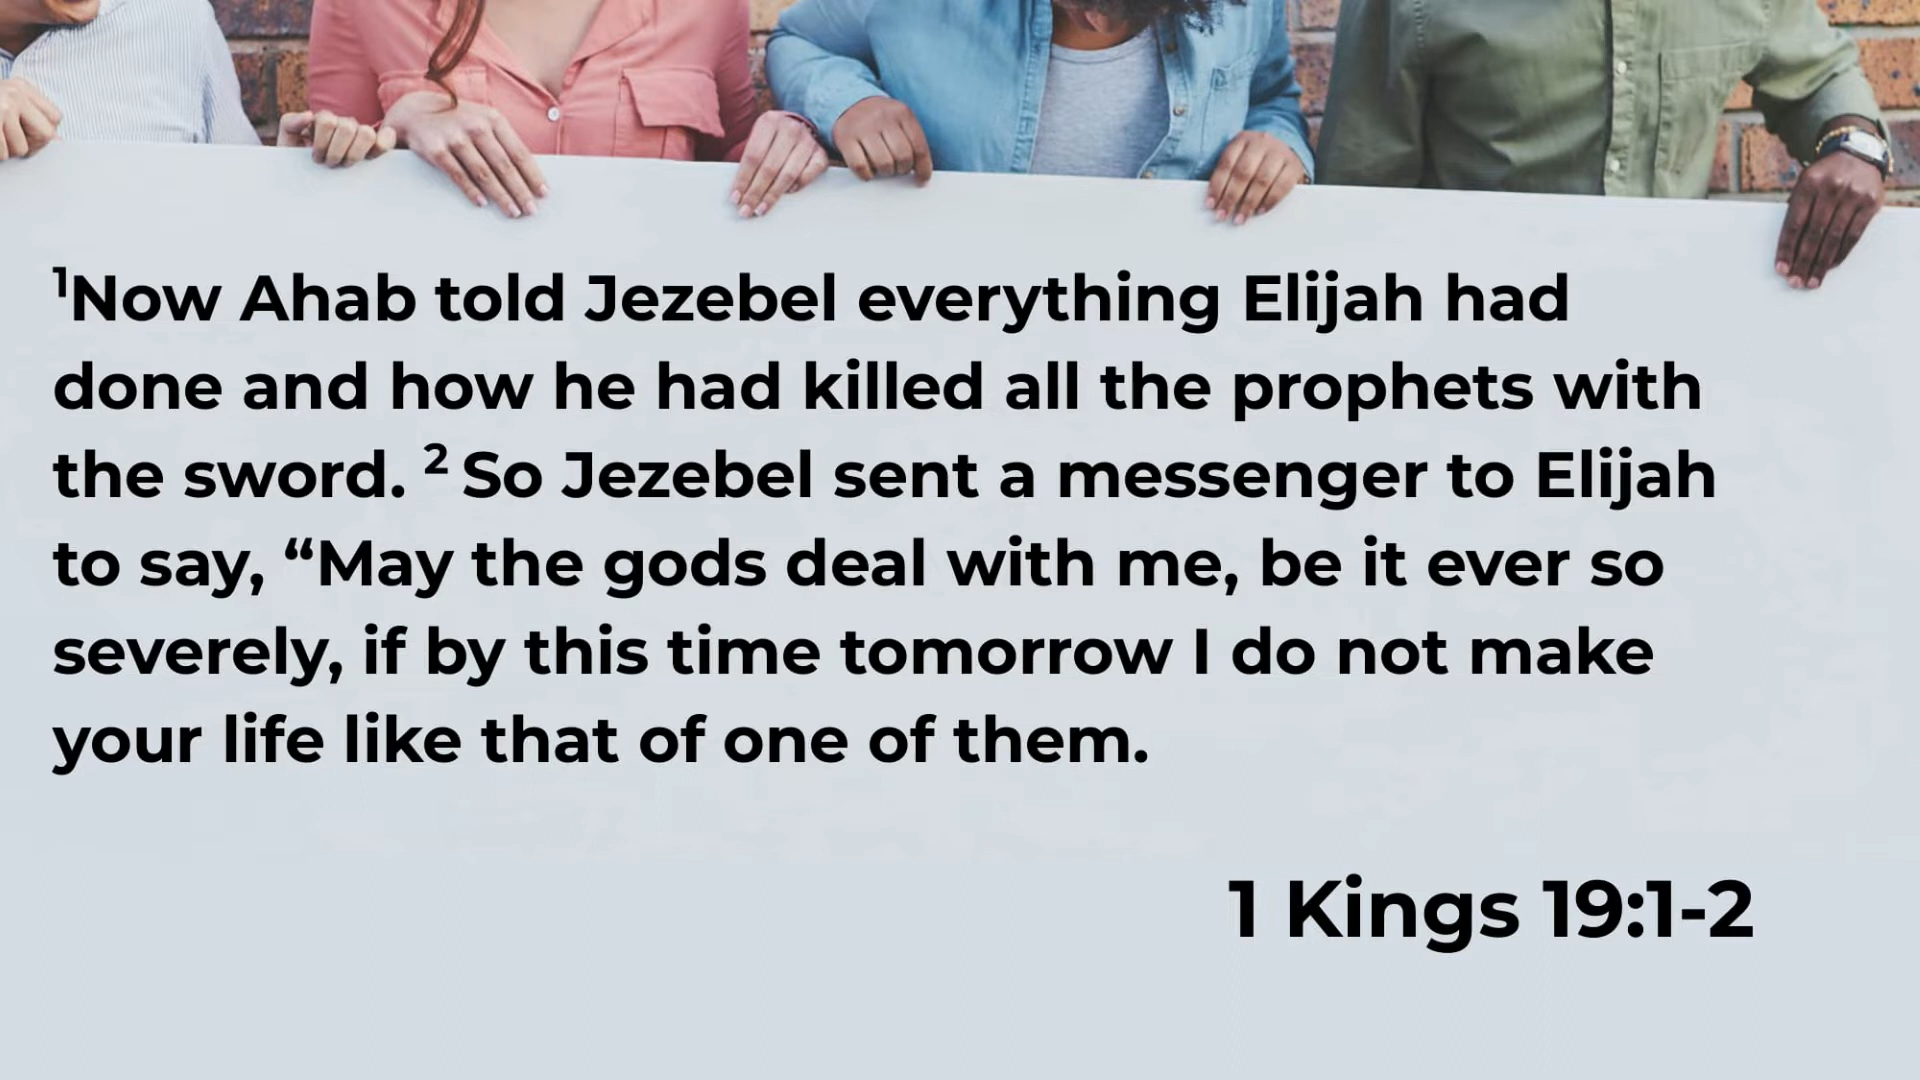 ¹Now Ahab told Jezebel everything Elijah had
done and how he had killed all the prophets with
the sword. ² So Jezebel sent a messenger to Elijah
to say, “May the gods deal with me, be it ever so
severely, if by this time tomorrow I do not make
your life like that of one of them.
1 Kings 19:1-2